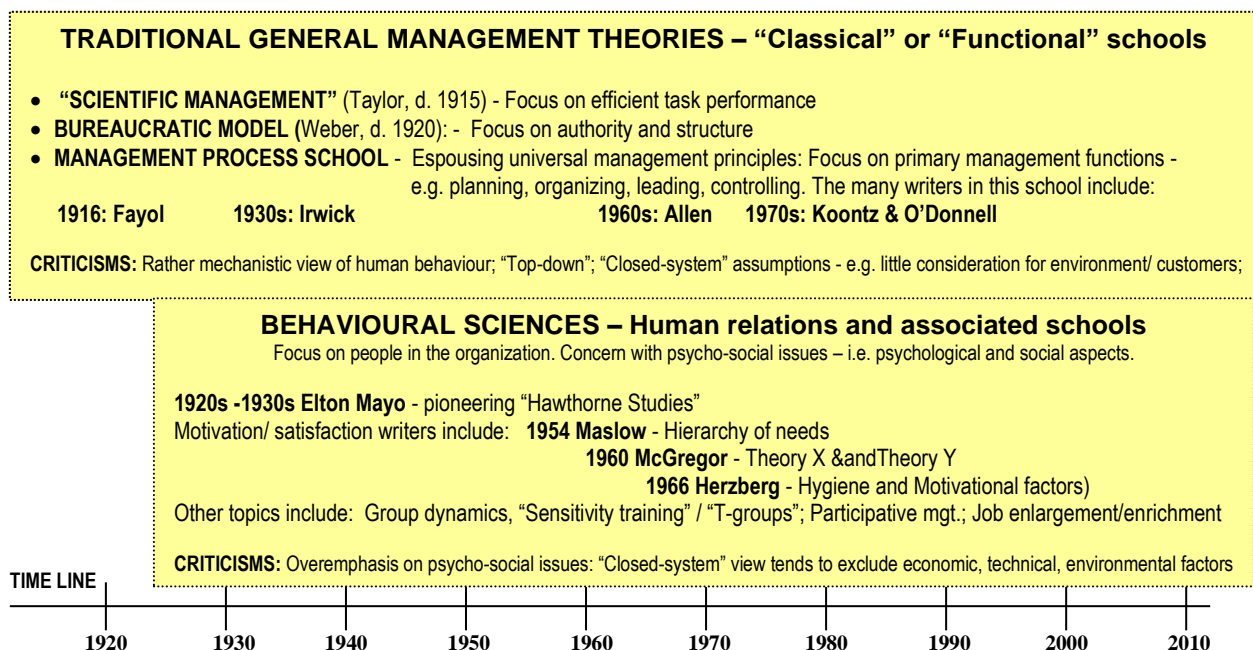 TRADITIONAL GENERAL MANAGEMENT THEORIES – “Classical” or “Functional” schools
• “SCIENTIFIC MANAGEMENT” (Taylor, d. 1915) - Focus on efficient task performance
• BUREAUCRATIC MODEL (Weber, d. 1920): - Focus on authority and structure
• MANAGEMENT PROCESS SCHOOL - Espousing universal management principles: Focus on primary management functions -
e.g. planning, organizing, leading, controlling. The many writers in this school include:
1916: Fayol 1930s: Irwick 1960s: Allen 1970s: Koontz & O’Donnell
CRITICISMS: Rather mechanistic view of human behaviour; “Top-down”; “Closed-system” assumptions - e.g. little consideration for environment/ customers;
BEHAVIOURAL SCIENCES – Human relations and associated schools
Focus on people in the organization. Concern with psycho-social issues – i.e. psychological and social aspects.
1920s -1930s Elton Mayo - pioneering “Hawthorne Studies”
Motivation/ satisfaction writers include: 1954 Maslow - Hierarchy of needs
1960 McGregor - Theory X &andTheory Y
1966 Herzberg - Hygiene and Motivational factors)
Other topics include: Group dynamics, “Sensitivity training” / “T-groups”; Participative mgt.; Job enlargement/enrichment
CRITICISMS: Overemphasis on psycho-social issues: “Closed-system” view tends to exclude economic, technical, environmental factors
TIME LINE
1920 1930 1940 1950 1960 1970 1980 1990 2000 2010